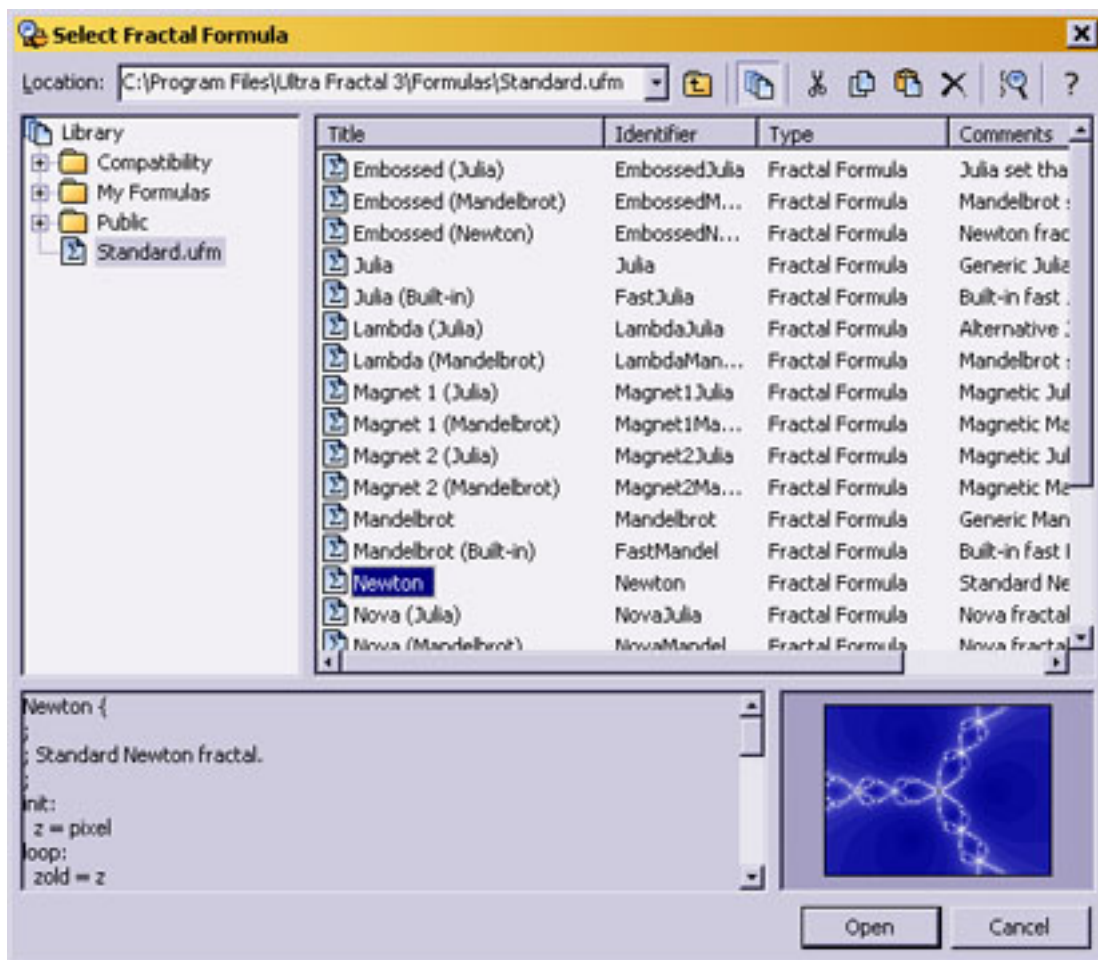 Select Fractal Formula
Location: C:\Program Files\Ultra Fractal 3\Formulas\Standard.ufm
Library
Compatibility
My Formulas
Public
Standard.ufm
Title Identifier Type Comments
Embossed (Julia) EmbossedJulia Fractal Formula Julia set tha
Embossed (Mandelbrot) EmbossedM... Fractal Formula Mandelbrot s
Embossed (Newton) EmbossedN... Fractal Formula Newton frac
Julia Julia Fractal Formula Generic Julia
Julia (Built-in) FastJulia Fractal Formula Built-in fast
Lambda (Julia) LambdaJulia Fractal Formula Alternative J
Lambda (Mandelbrot) LambdaMan... Fractal Formula Mandelbrot s
Magnet 1 (Julia) Magnet1Julia Fractal Formula Magnetic Jul
Magnet 1 (Mandelbrot) Magnet1Ma... Fractal Formula Magnetic Ma
Magnet 2 (Julia) Magnet2Julia Fractal Formula Magnetic Jul
Magnet 2 (Mandelbrot) Magnet2Ma... Fractal Formula Magnetic Ma
Mandelbrot Mandelbrot Fractal Formula Generic Man
Mandelbrot (Built-in) FastMandel Fractal Formula Built-in fast
Newton Newton Fractal Formula Standard Ne
Nova (Julia) NovaJulia Fractal Formula Nova fractal
Nova (Mandelbrot) NovaMandel Fractal Formula Nova fractal
Newton {
;
; Standard Newton fractal.
;
init:
z = pixel
loop:
zold = z
Open Cancel